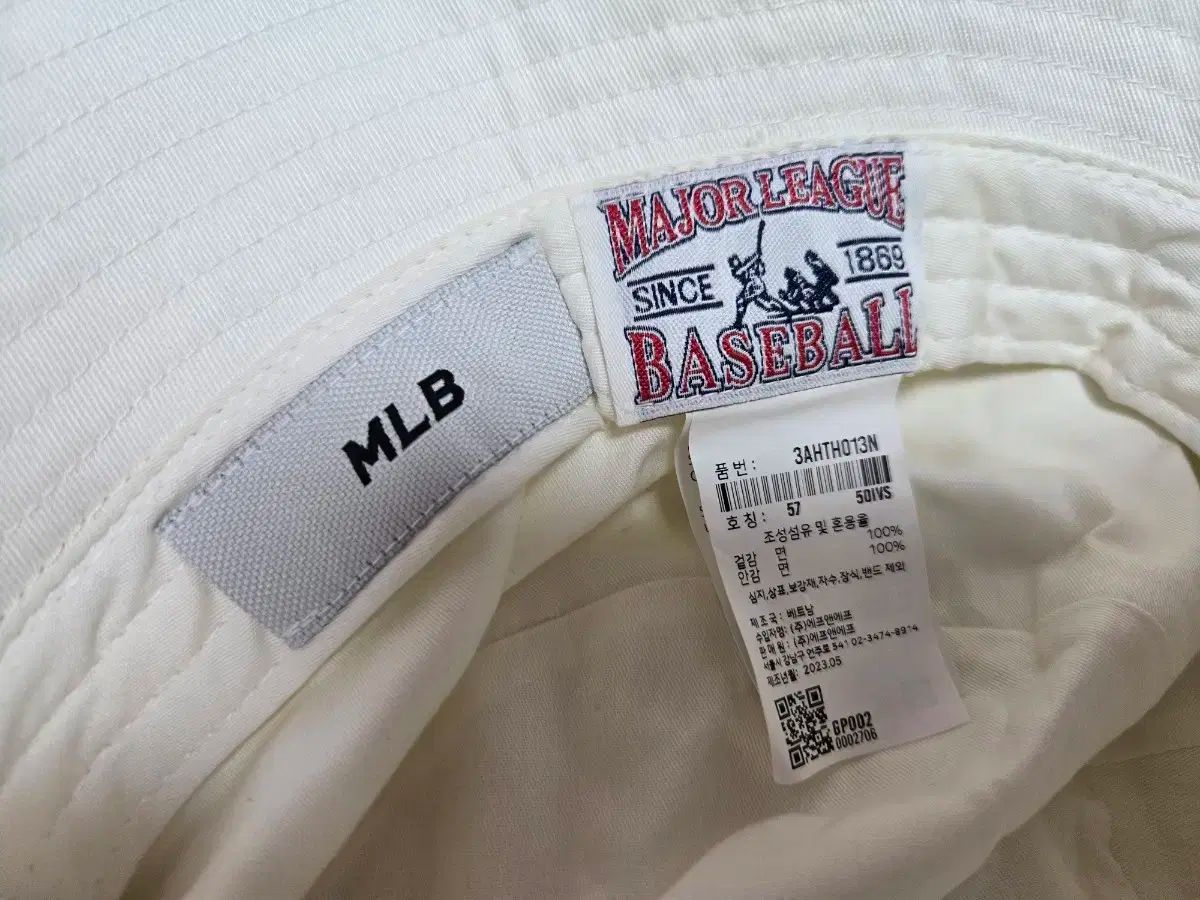 MLB
MAJOR LEAGUE
SINCE 1869
BASEBALL
품번: 3AHTH013N
50IVS
호칭: 57
조성섬유 및 혼용율
겉감 면 100%
안감 면 100%
심지,상표,보강재,자수,장식,밴드 제외
제조국: 베트남
수입자명: (주)에프앤에프
판매원: (주)에프앤에프
서울시 강남구 언주로 541 02-3474-8914
제조년월: 2023.05
GP002
0002706